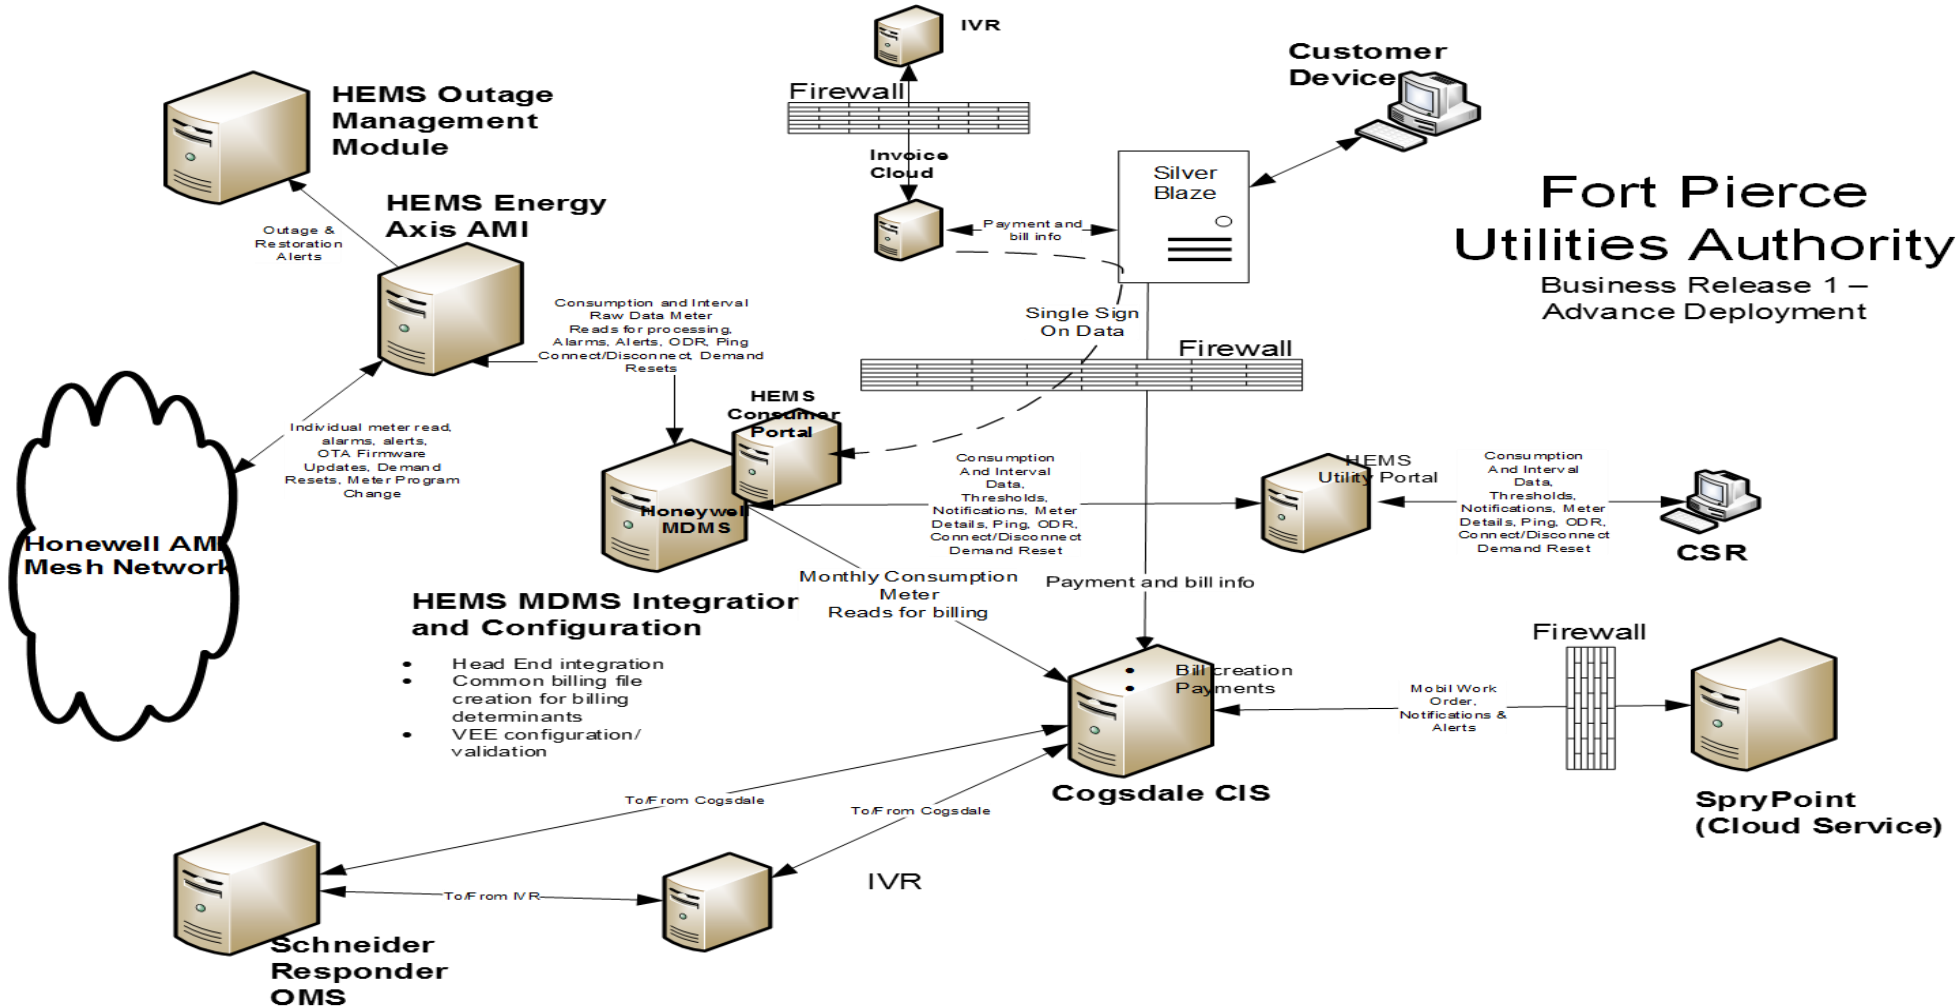 IVR
Firewall
Customer
Device
HEMS Outage
Management
Module
Invoice
Cloud
Silver
Blaze
Fort Pierce
Utilities Authority
Business Release 1 –
Advance Deployment
HEMS Energy
Axis AMI
Outage &
Restoration
Alerts
Payment and
bill info
Consumption and Interval
Raw Data Meter
Reads for processing,
Alarms, Alerts, ODR, Ping
Connect/Disconnect, Demand
Resets
Single Sign
On Data
Firewall
HEMS
Consumer
Portal
Individual meter read,
alarms, alerts,
OTA Firmware
Updates, Demand
Resets, Meter Program
Change
Honewell AMI
Mesh Network
Honeywell
MDMS
Consumption
And Interval
Data,
Thresholds,
Notifications, Meter
Details, Ping, ODR,
Connect/Disconnect
Demand Reset
HEMS
Utility Portal
Consumption
And Interval
Data,
Thresholds,
Notifications, Meter
Details, Ping, ODR,
Connect/Disconnect
Demand Reset
CSR
Monthly Consumption
Meter
Reads for billing
Payment and bill info
HEMS MDMS Integration
and Configuration
• Head End integration
• Common billing file
creation for billing
determinants
• VEE configuration/
validation
Firewall
• Bill creation
• Payments
Mobil Work
Order,
Notifications &
Alerts
Cogsdale CIS
SpryPoint
(Cloud Service)
To/From Cogsdale
To/From Cogsdale
IVR
To/From IVR
Schneider
Responder
OMS